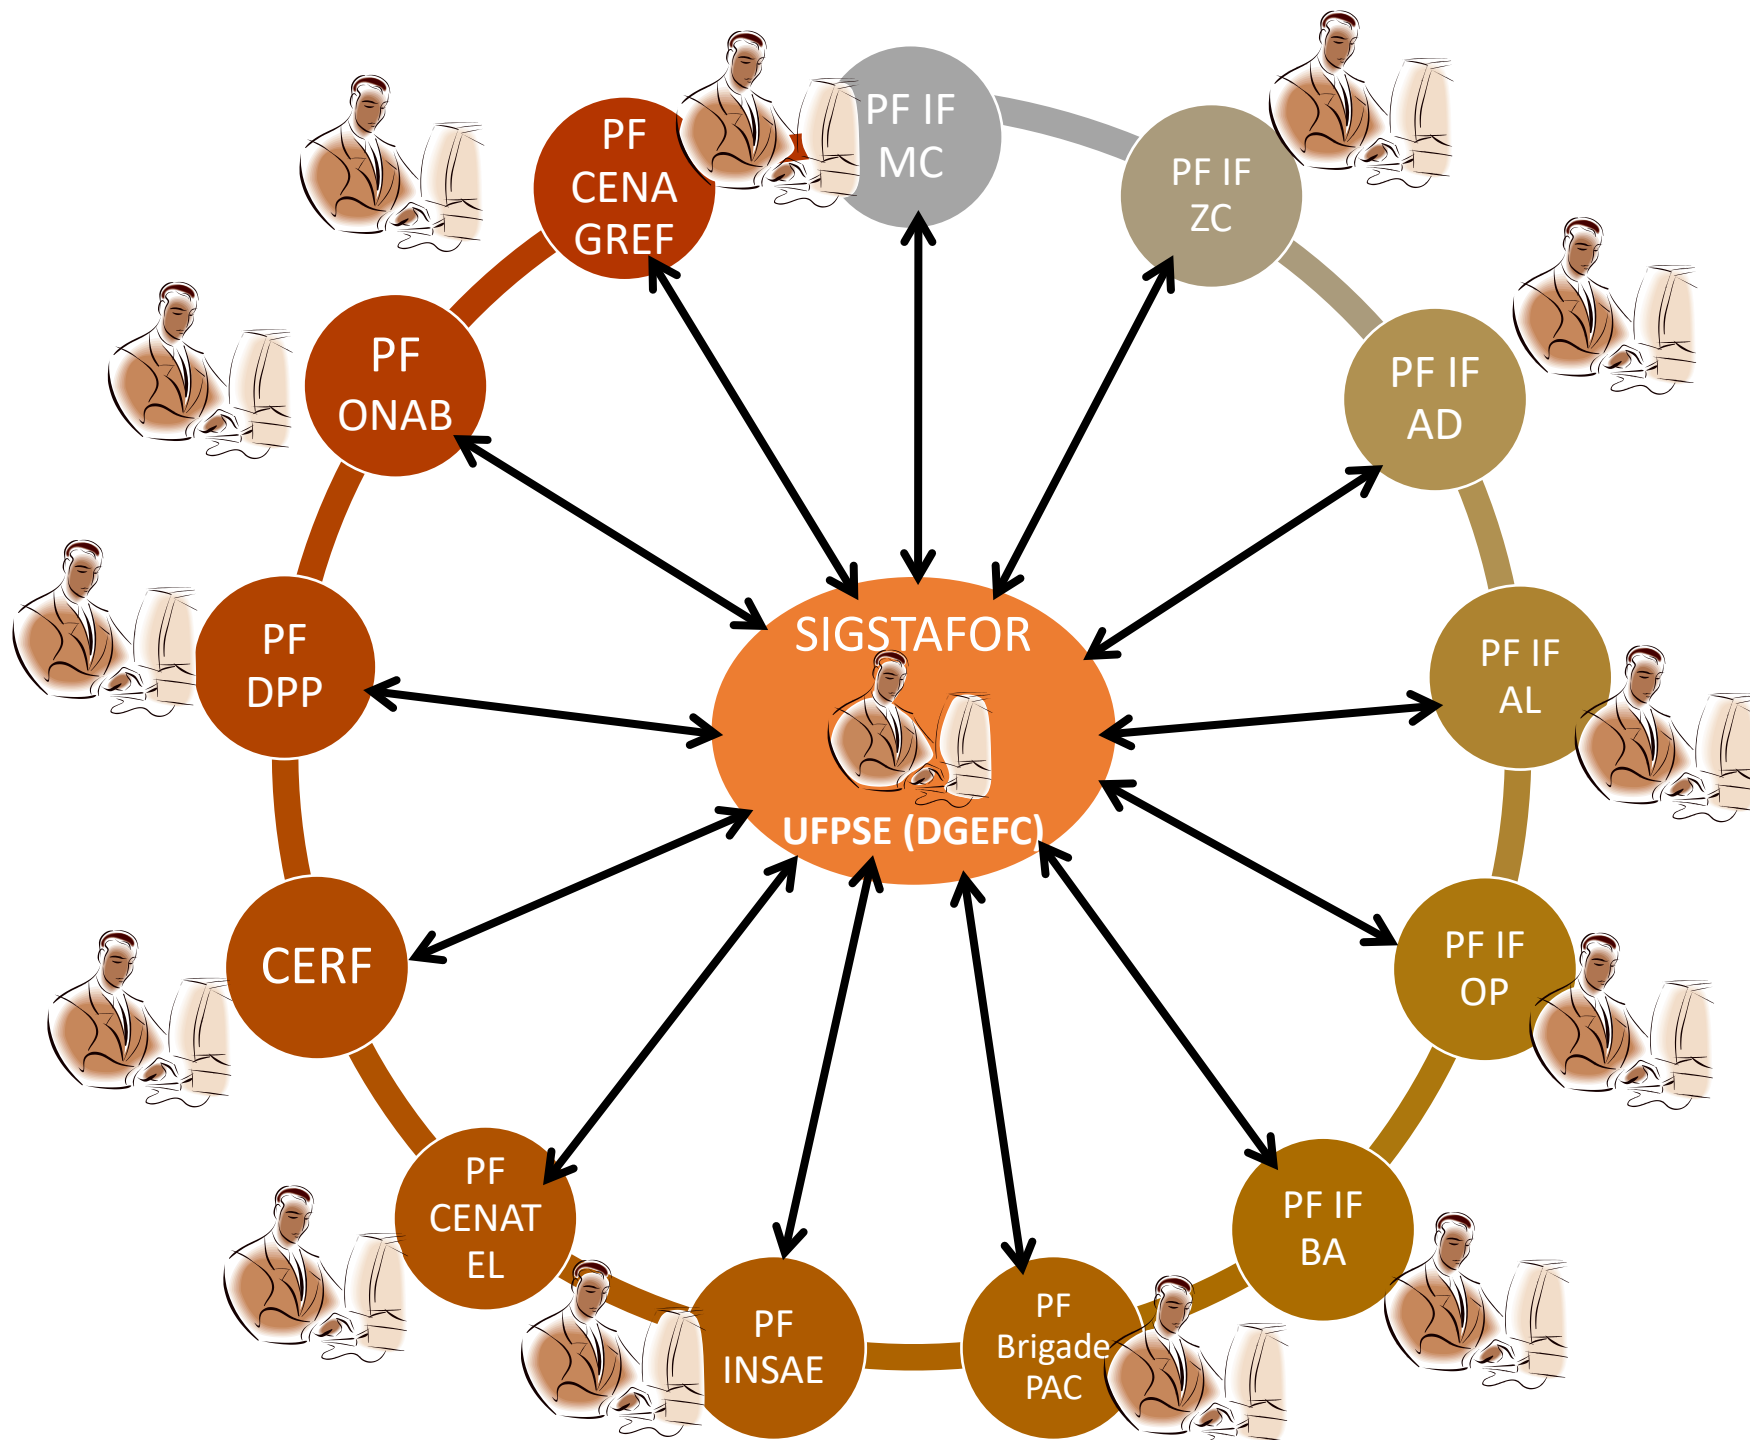 PF IF
MC
PF IF
ZC
PF IF
AD
PF IF
AL
PF IF
OP
PF IF
BA
PF
Brigade
PAC
PF
INSAE
PF
CENAT
EL
CERF
PF
DPP
PF
ONAB
PF
CENA
GREF
SIGSTAFOR
UFPSE (DGEFC)